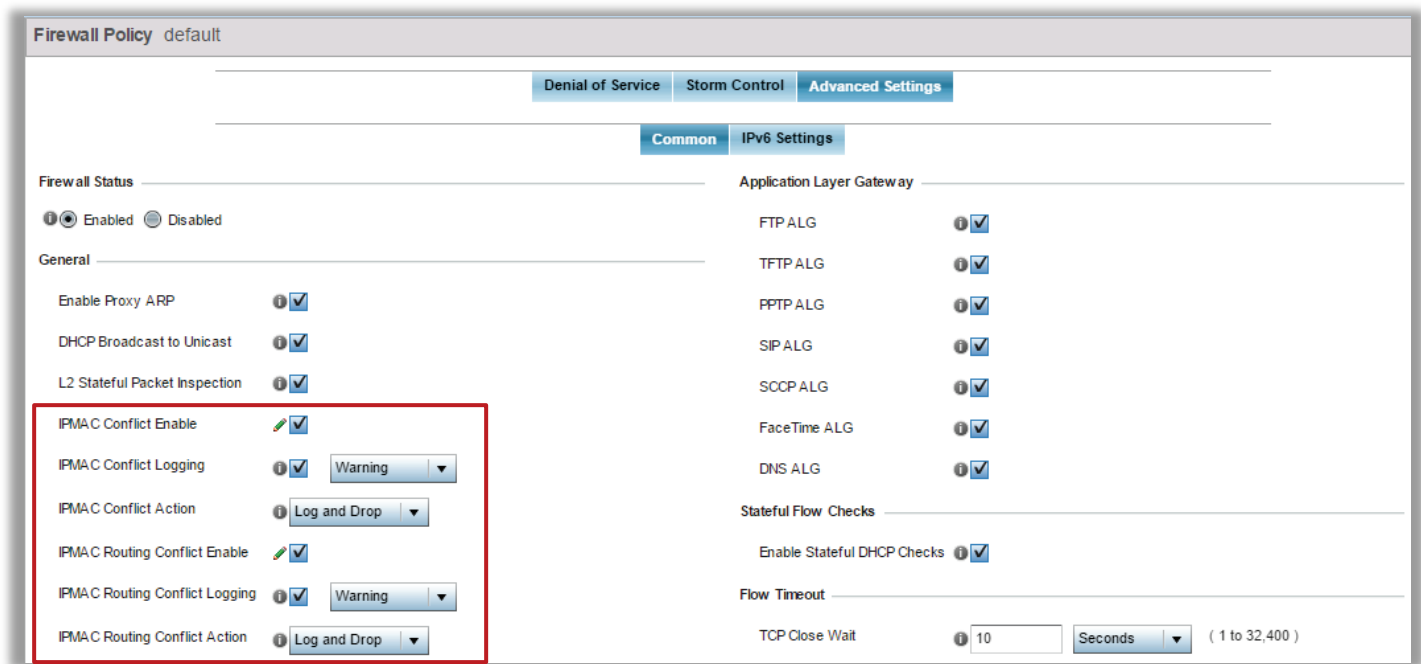 Firewall Policy default
Denial of Service Storm Control Advanced Settings
Common IPv6 Settings
Firewall Status
Enabled Disabled
General
Enable Proxy ARP
DHCP Broadcast to Unicast
L2 Stateful Packet Inspection
IPMAC Conflict Enable
IPMAC Conflict Logging Warning
IPMAC Conflict Action Log and Drop
IPMAC Routing Conflict Enable
IPMAC Routing Conflict Logging Warning
IPMAC Routing Conflict Action Log and Drop
Application Layer Gateway
FTP ALG
TFTP ALG
PPTP ALG
SIP ALG
SCCP ALG
FaceTime ALG
DNS ALG
Stateful Flow Checks
Enable Stateful DHCP Checks
Flow Timeout
TCP Close Wait 10 Seconds ( 1 to 32,400 )